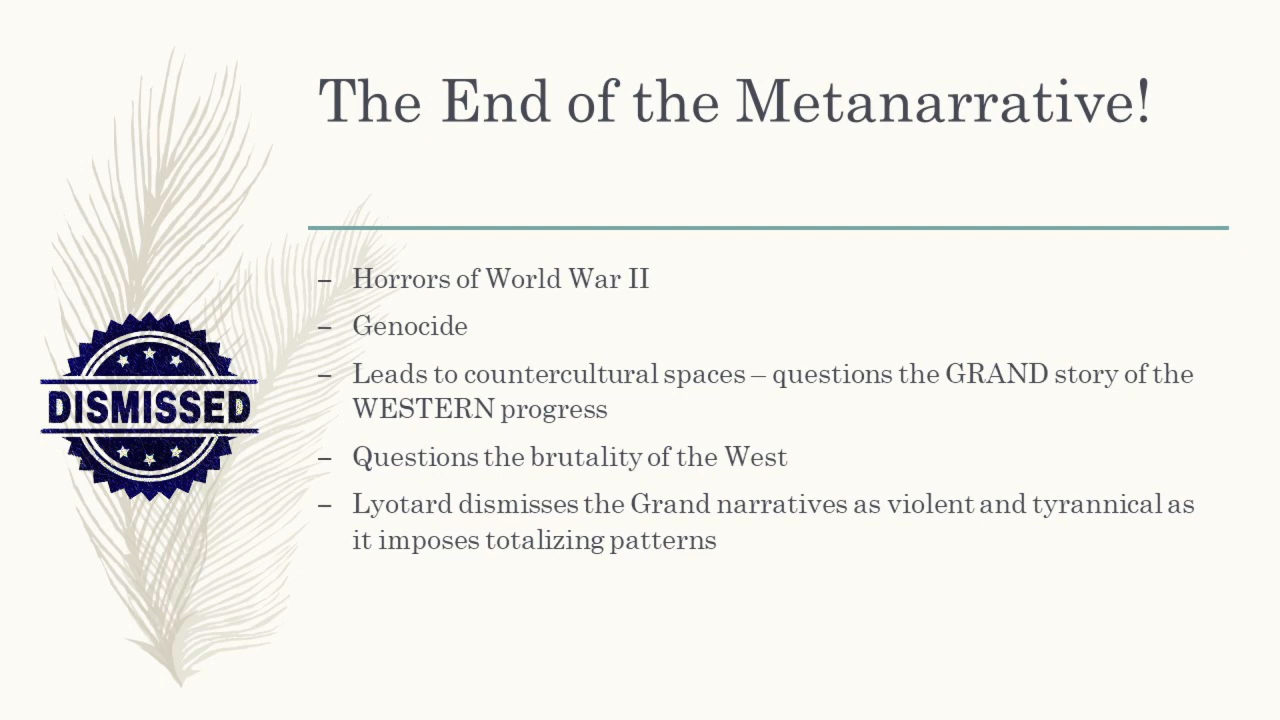 The End of the Metanarrative!
– Horrors of World War II
– Genocide
– Leads to countercultural spaces – questions the GRAND story of the
WESTERN progress
– Questions the brutality of the West
– Lyotard dismisses the Grand narratives as violent and tyrannical as
it imposes totalizing patterns
DISMISSED